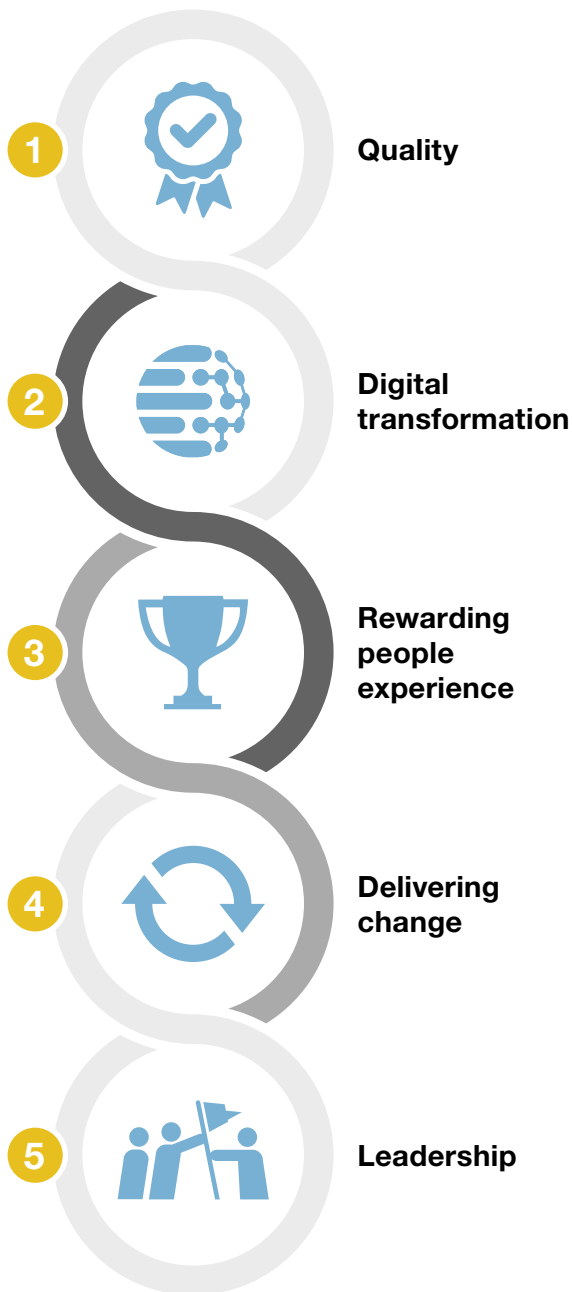 1
Quality
2
Digital
transformation
3
Rewarding
people
experience
4
Delivering
change
5
Leadership